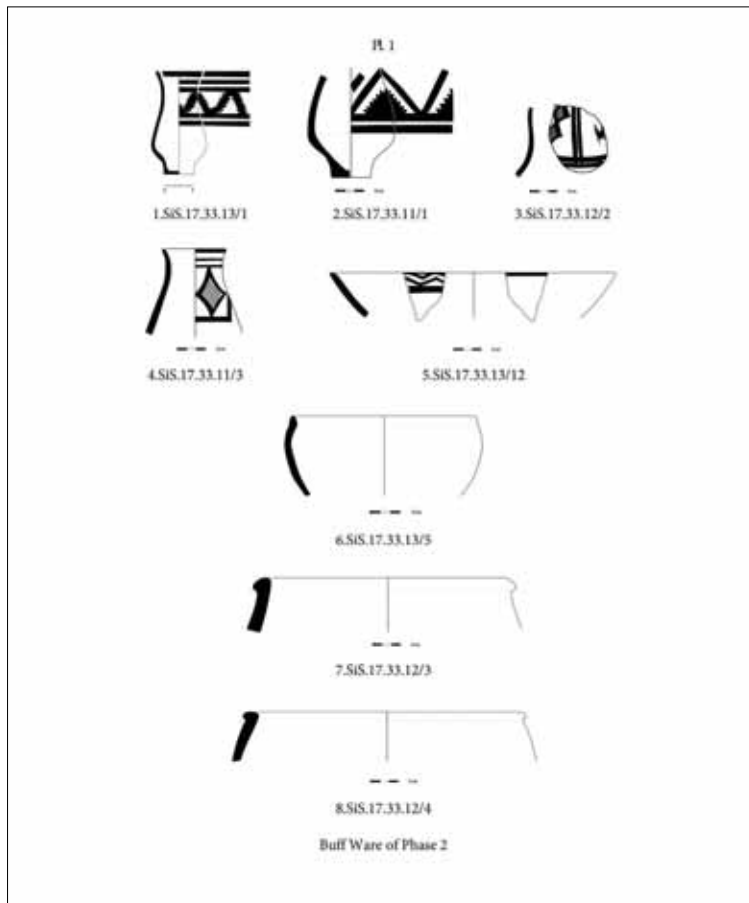 Pl. 1
1.SiS.17.33.13/1
2.SiS.17.33.11/1
3.SiS.17.33.12/2
4.SiS.17.33.11/3
5.SiS.17.33.13/12
6.SiS.17.33.13/5
7.SiS.17.33.12/3
8.SiS.17.33.12/4
Buff Ware of Phase 2